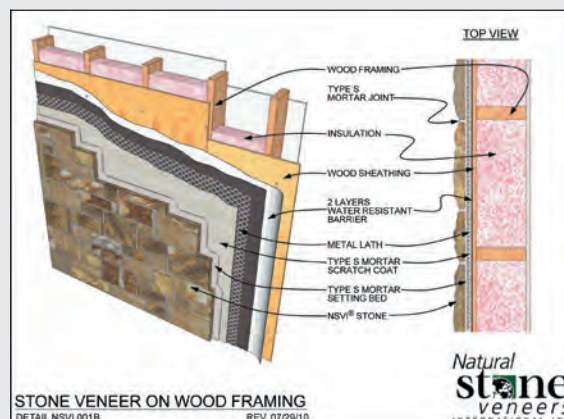 TOP VIEW
WOOD FRAMING
TYPE S
MORTAR JOINT
INSULATION
WOOD SHEATHING
2 LAYERS
WATER RESISTANT
BARRIER
METAL LATH
TYPE S MORTAR
SCRATCH COAT
TYPE S MORTAR
SETTING BED
NSVI® STONE
Natural
stone
veneers
STONE VENEER ON WOOD FRAMING
DETAIL NSVI.001B REV. 07/29/10